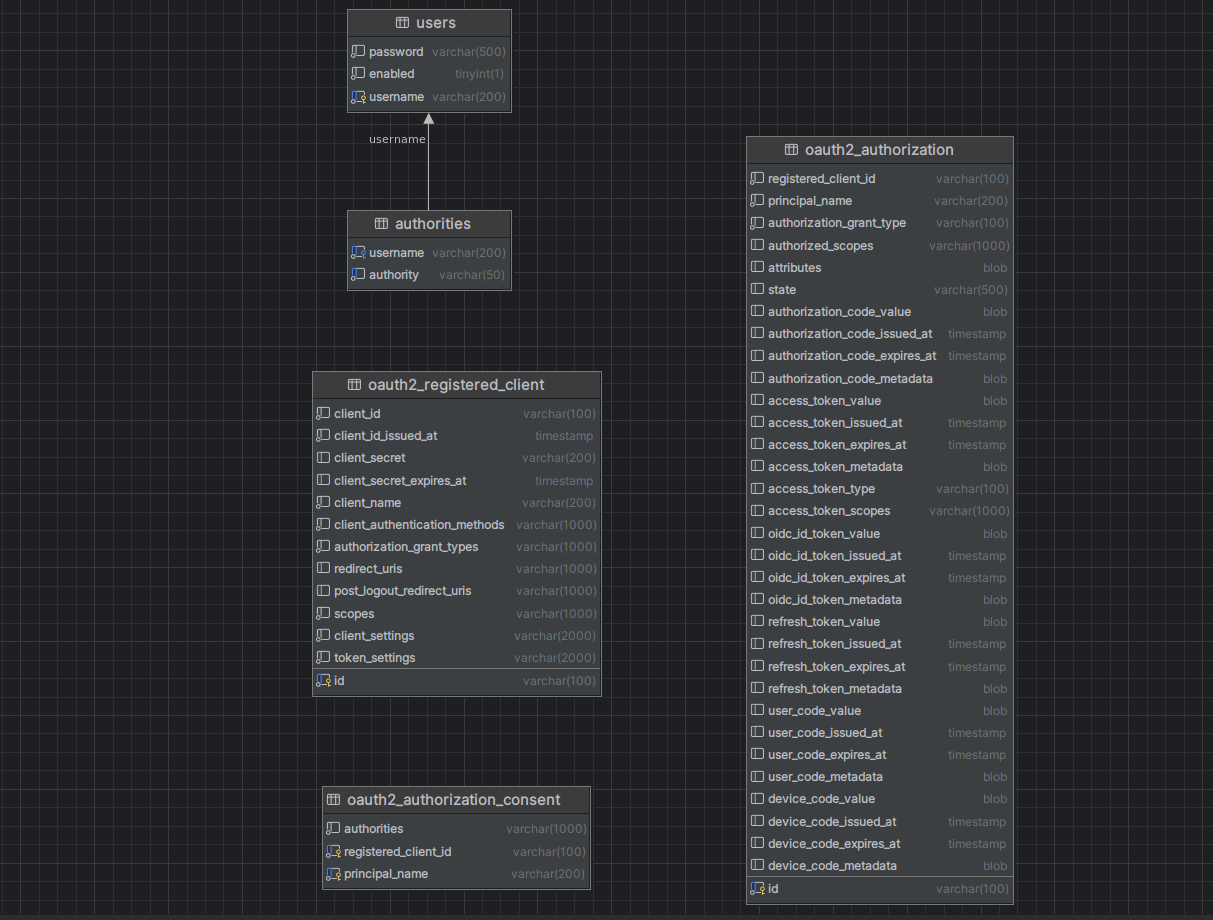 users
password varchar(500)
enabled tinyint(1)
username varchar(200)
username
authorities
username varchar(200)
authority varchar(50)
oauth2_registered_client
client_id varchar(100)
client_id_issued_at timestamp
client_secret varchar(200)
client_secret_expires_at timestamp
client_name varchar(200)
client_authentication_methods varchar(1000)
authorization_grant_types varchar(1000)
redirect_uris varchar(1000)
post_logout_redirect_uris varchar(1000)
scopes varchar(1000)
client_settings varchar(2000)
token_settings varchar(2000)
id varchar(100)
oauth2_authorization_consent
authorities varchar(1000)
registered_client_id varchar(100)
principal_name varchar(200)
oauth2_authorization
registered_client_id varchar(100)
principal_name varchar(200)
authorization_grant_type varchar(100)
authorized_scopes varchar(1000)
attributes blob
state varchar(500)
authorization_code_value blob
authorization_code_issued_at timestamp
authorization_code_expires_at timestamp
authorization_code_metadata blob
access_token_value blob
access_token_issued_at timestamp
access_token_expires_at timestamp
access_token_metadata blob
access_token_type varchar(100)
access_token_scopes varchar(1000)
oidc_id_token_value blob
oidc_id_token_issued_at timestamp
oidc_id_token_expires_at timestamp
oidc_id_token_metadata blob
refresh_token_value blob
refresh_token_issued_at timestamp
refresh_token_expires_at timestamp
refresh_token_metadata blob
user_code_value blob
user_code_issued_at timestamp
user_code_expires_at timestamp
user_code_metadata blob
device_code_value blob
device_code_issued_at timestamp
device_code_expires_at timestamp
device_code_metadata blob
id varchar(100)